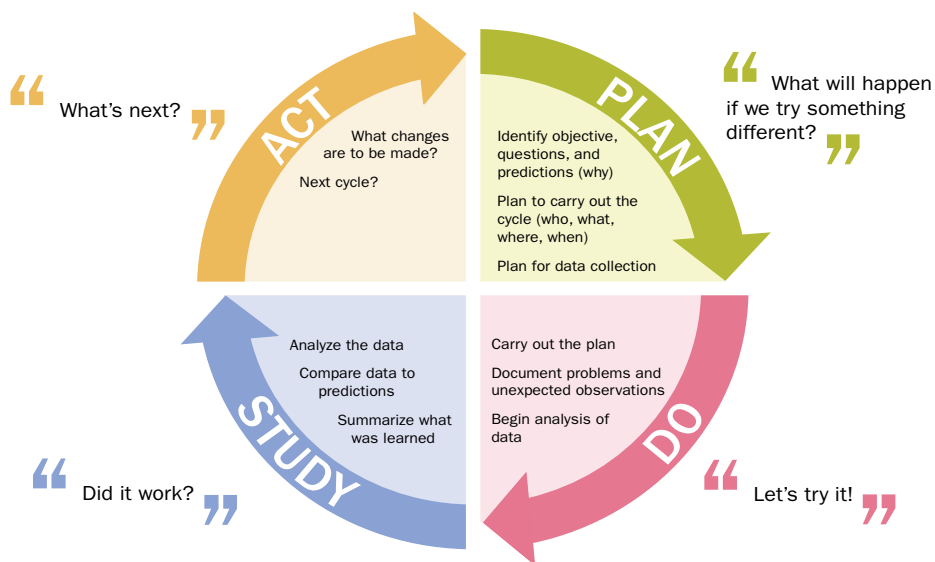 ACT
“ What’s next? ”
What changes
are to be made?
Next cycle?
PLAN
“ What will happen
if we try something
different? ”
Identify objective,
questions, and
predictions (why)
Plan to carry out the
cycle (who, what,
where, when)
Plan for data collection
DO
“ Let’s try it! ”
Carry out the plan
Document problems and
unexpected observations
Begin analysis of
data
STUDY
“ Did it work? ”
Analyze the data
Compare data to
predictions
Summarize what
was learned